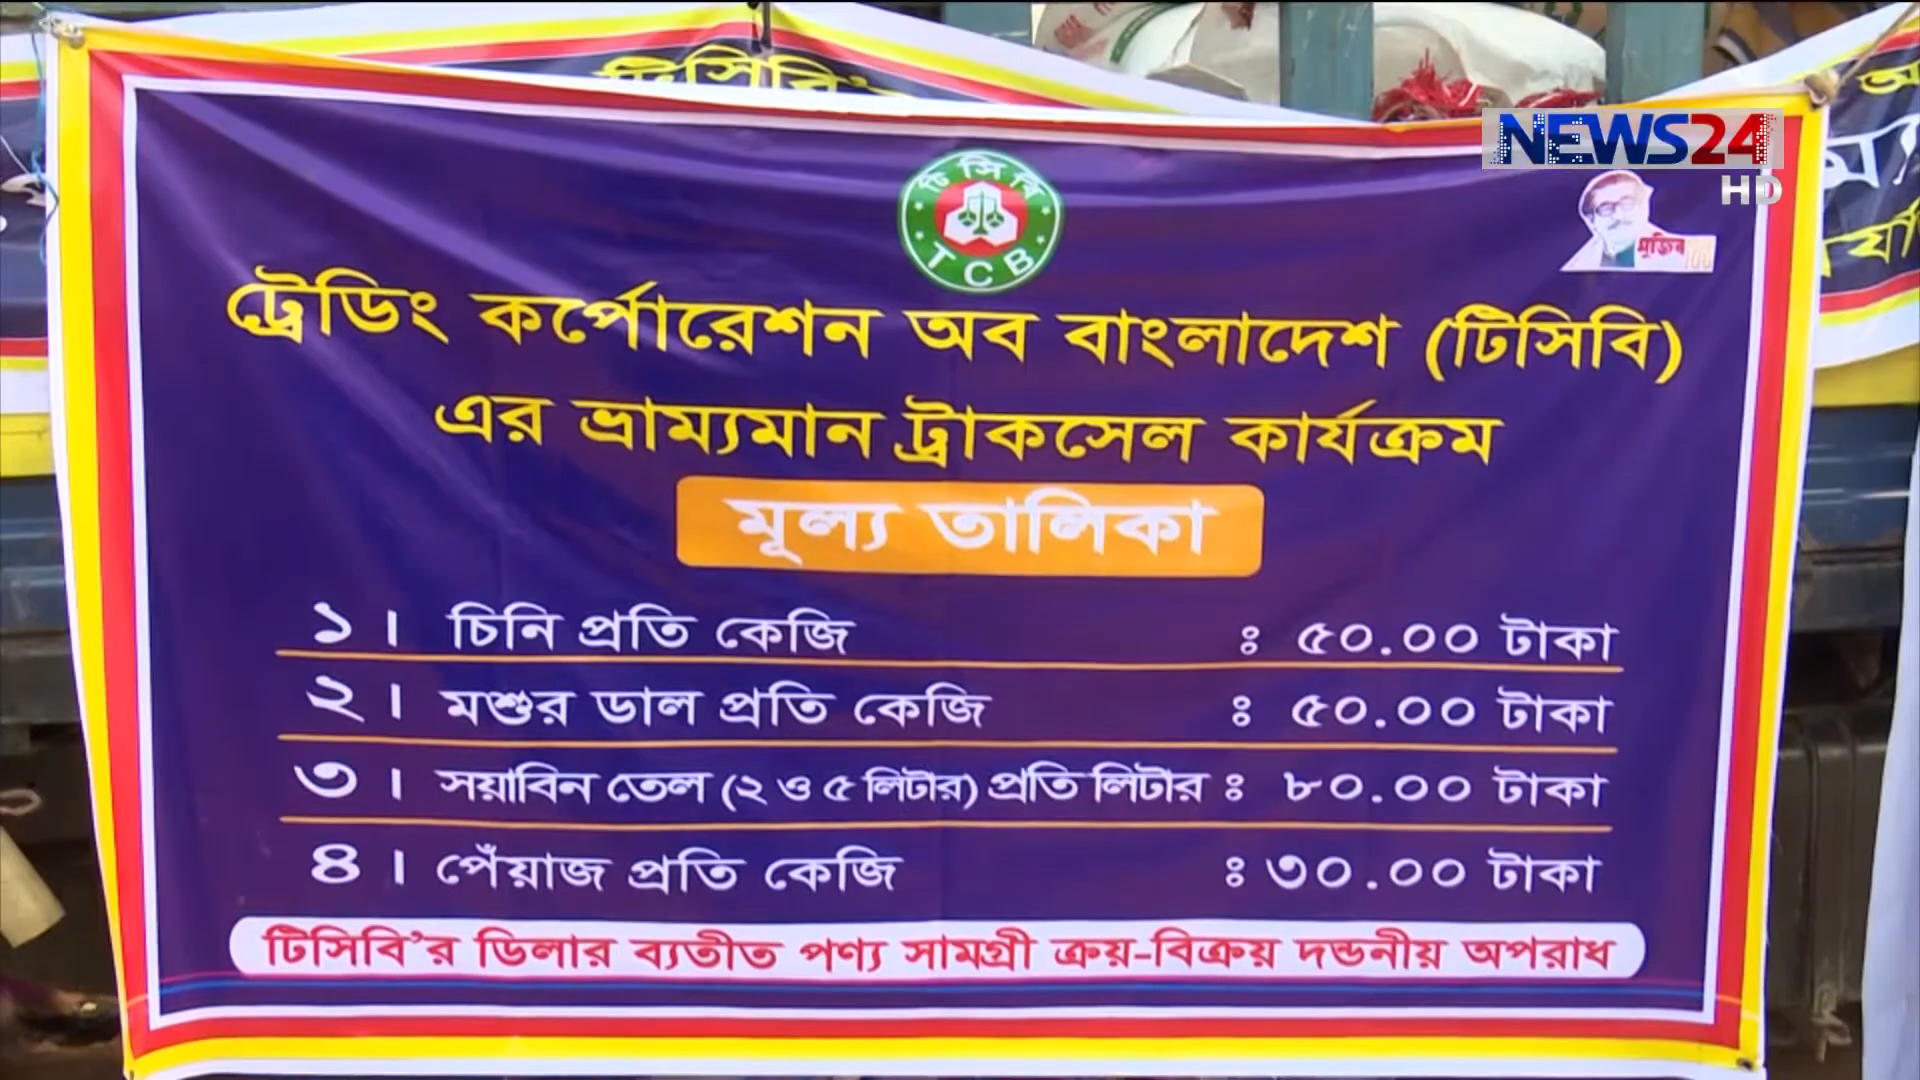 টিসিবি'
NEWS24
HD
টিসিবি
TCB
মুজিব
100
ট্রেডিং কর্পোরেশন অব বাংলাদেশ (টিসিবি)
এর ভ্রাম্যমান ট্রাকসেল কার্যক্রম
মূল্য তালিকা
১। চিনি প্রতি কেজি : ৫০.০০ টাকা
২। মশুর ডাল প্রতি কেজি : ৫০.০০ টাকা
৩। সয়াবিন তেল (২ ও ৫ লিটার) প্রতি লিটার : ৮০.০০ টাকা
৪। পেঁয়াজ প্রতি কেজি : ৩০.০০ টাকা
টিসিবি'র ডিলার ব্যতীত পণ্য সামগ্রী ক্রয়-বিক্রয় দন্ডনীয় অপরাধ